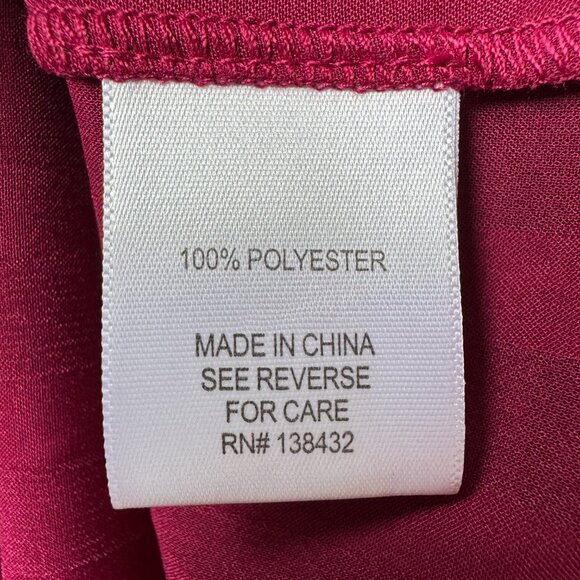 100% POLYESTER
MADE IN CHINA
SEE REVERSE
FOR CARE
RN# 138432